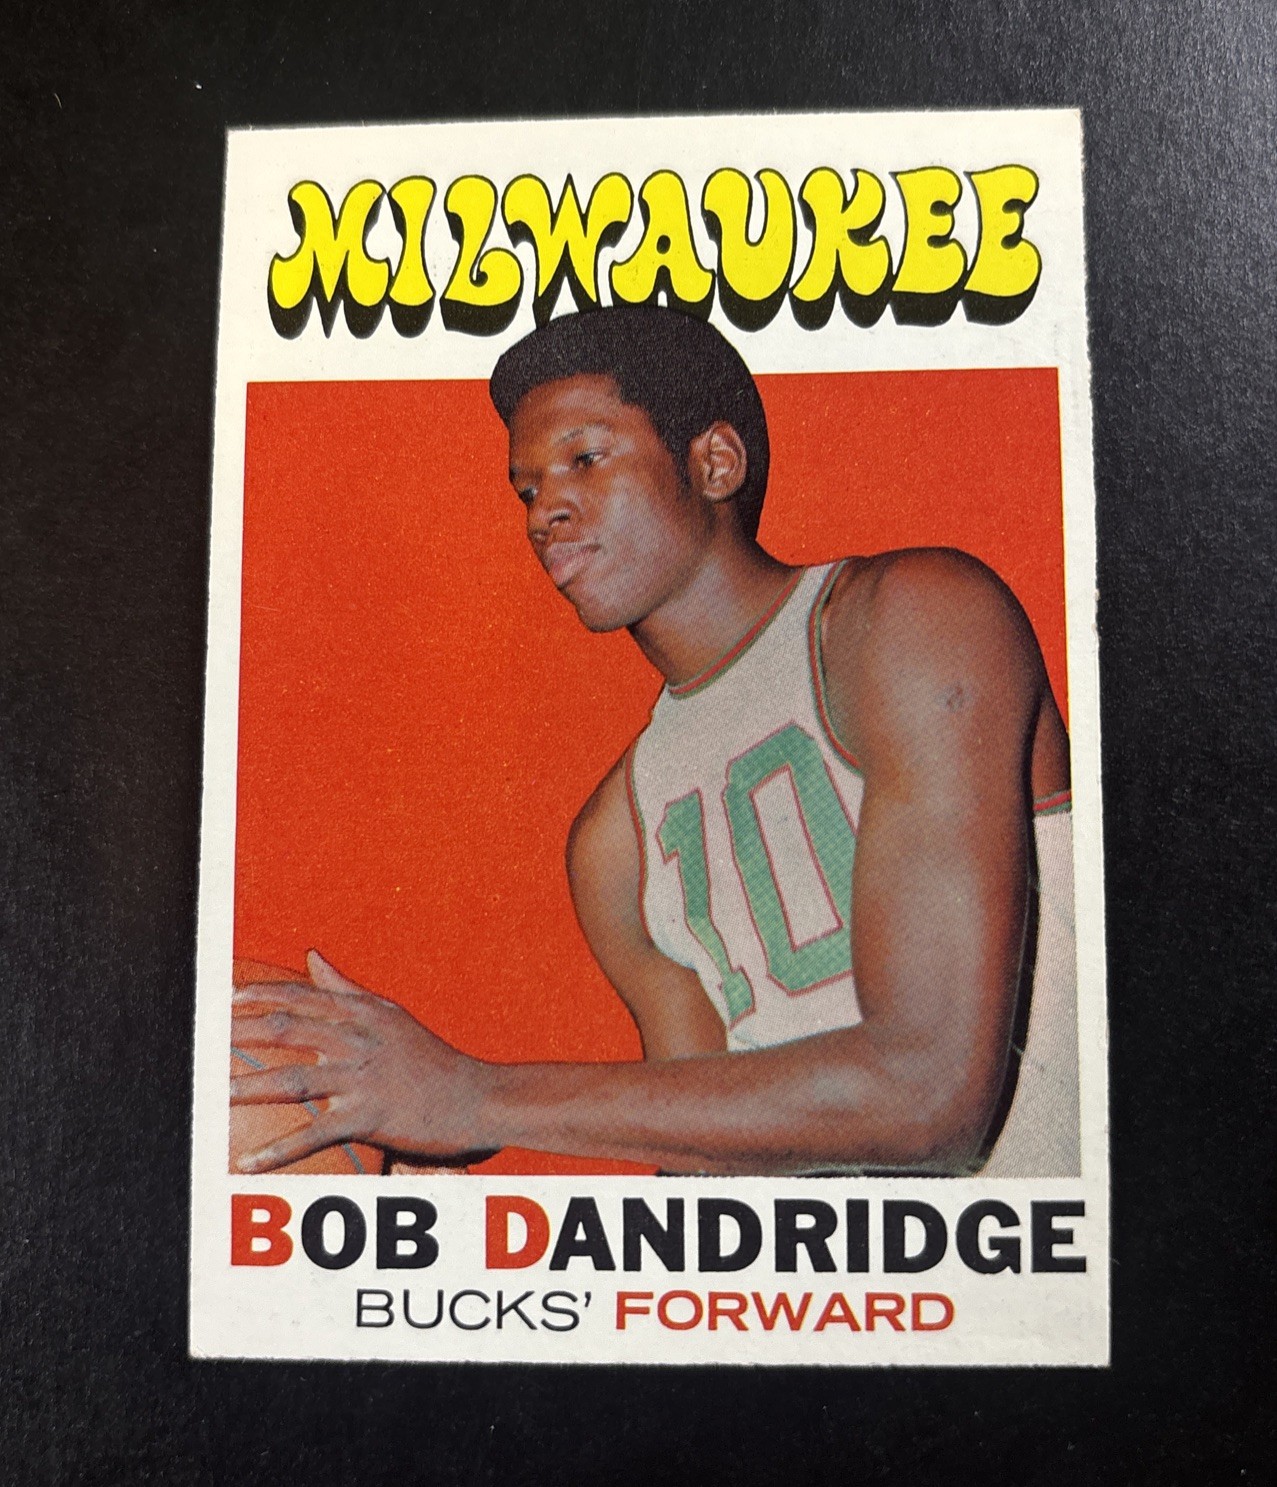 MILWAUKEE
10
BOB DANDRIDGE
BUCKS' FORWARD